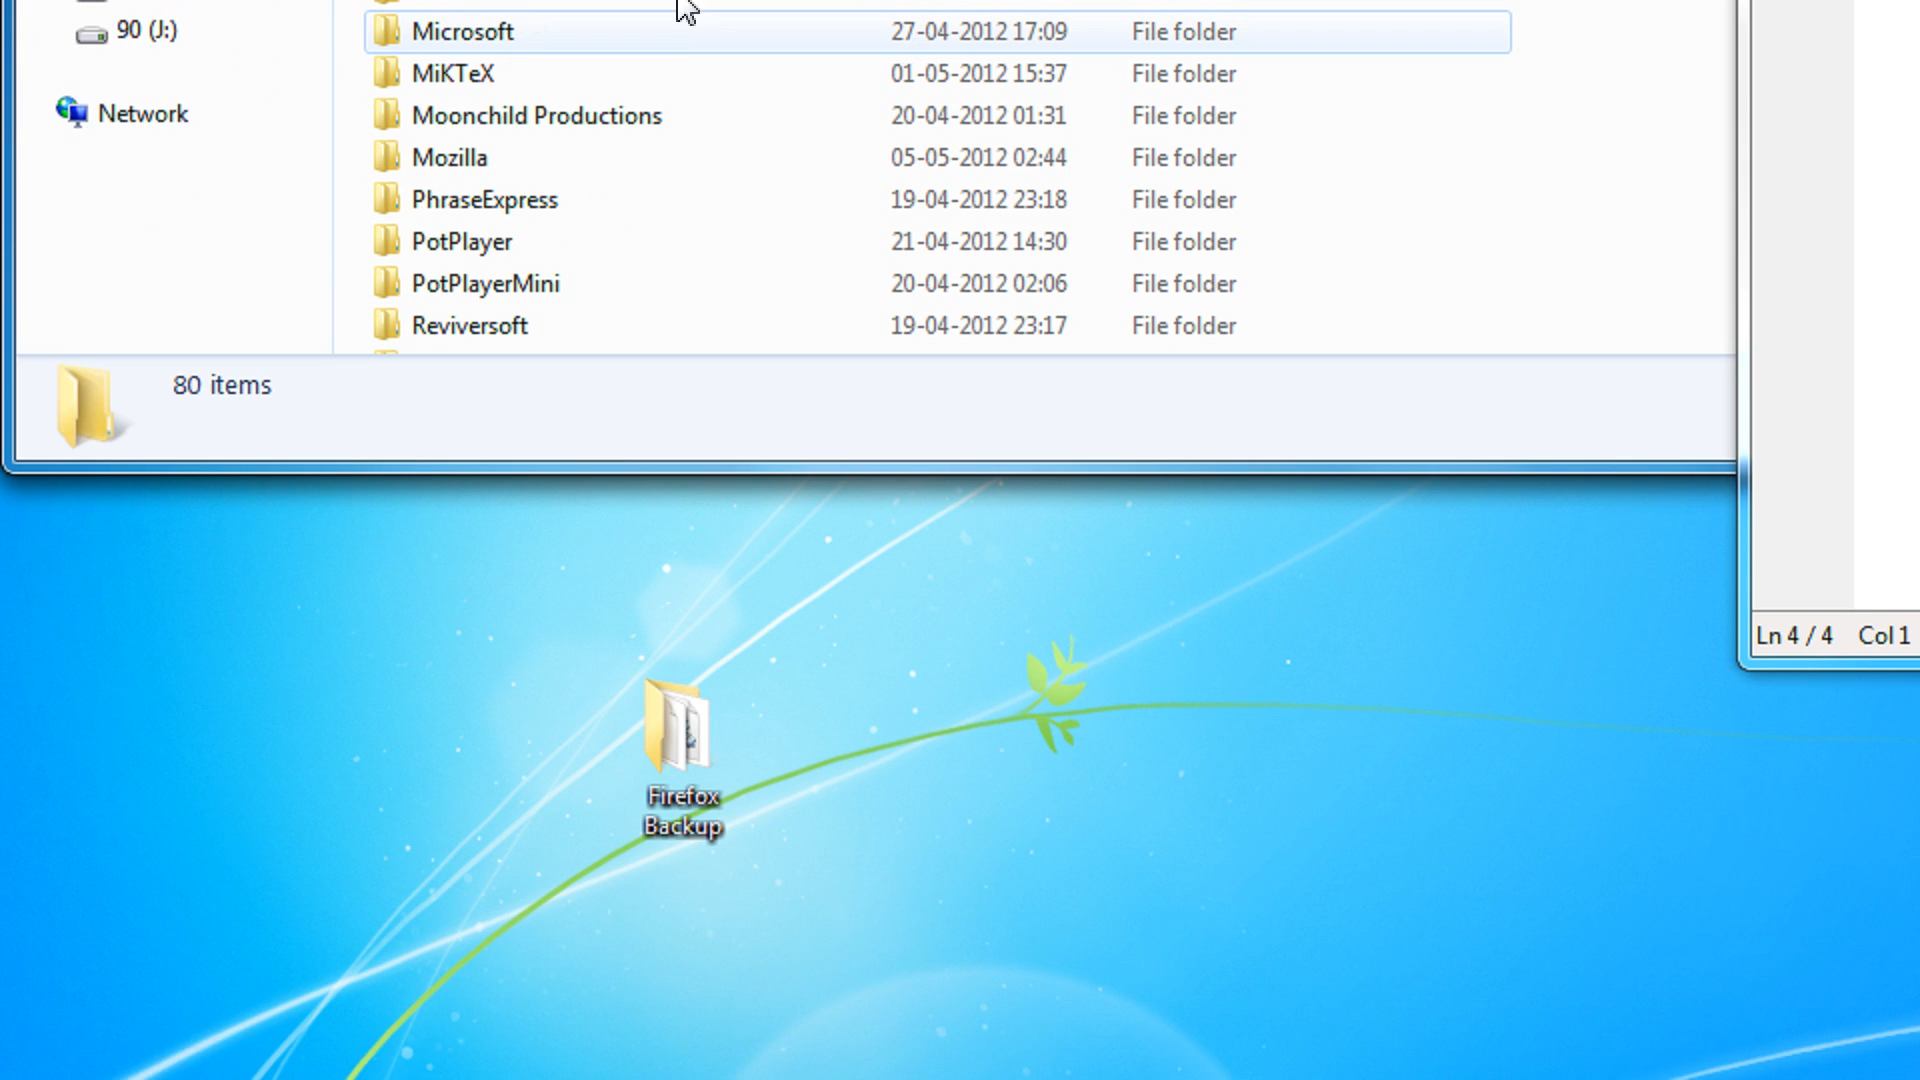 90 (J:)
Network
Microsoft 27-04-2012 17:09 File folder
MiKTeX 01-05-2012 15:37 File folder
Moonchild Productions 20-04-2012 01:31 File folder
Mozilla 05-05-2012 02:44 File folder
PhraseExpress 19-04-2012 23:18 File folder
PotPlayer 21-04-2012 14:30 File folder
PotPlayerMini 20-04-2012 02:06 File folder
Reviversoft 19-04-2012 23:17 File folder
80 items
Ln 4 / 4 Col 1
Firefox
Backup